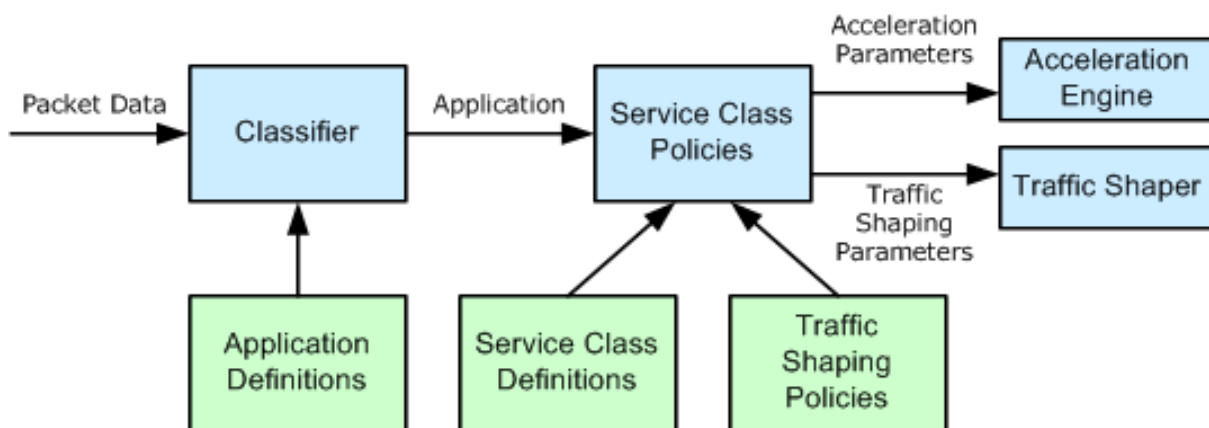 Acceleration
Parameters
Acceleration
Engine
Packet Data
Classifier
Application
Service Class
Policies
Traffic Shaper
Traffic
Shaping
Parameters
Application
Definitions
Service Class
Definitions
Traffic
Shaping
Policies